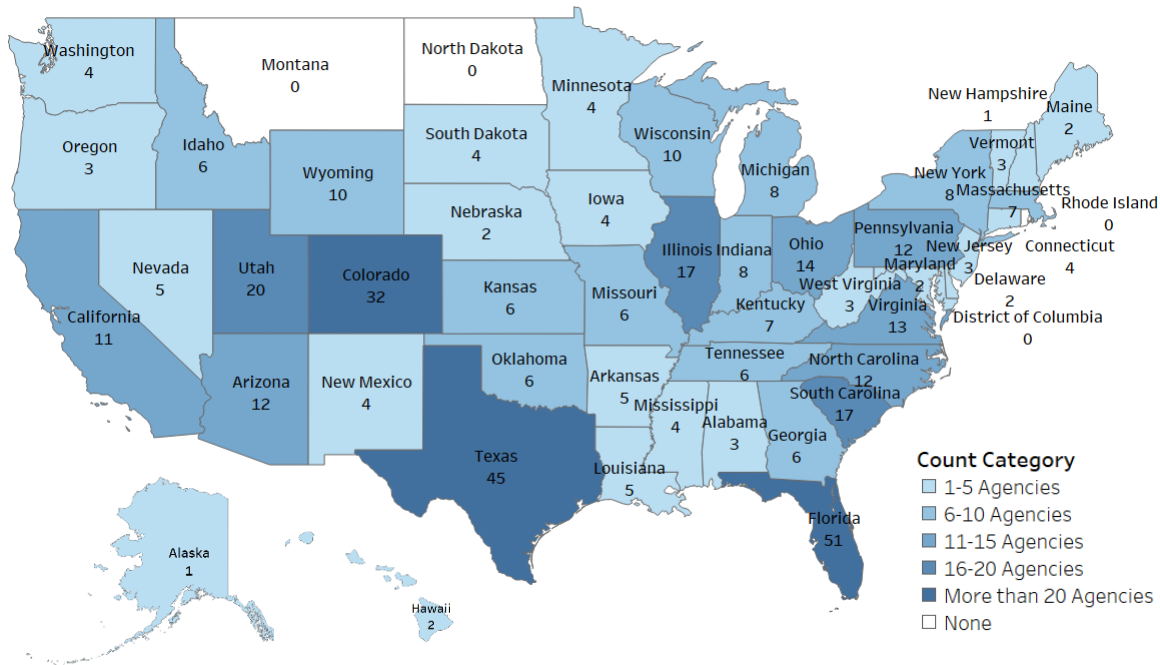 Washington
4
Montana
0
North Dakota
0
Minnesota
4
New Hampshire
1
Maine
2
Oregon
3
Idaho
6
Wyoming
10
South Dakota
4
Wisconsin
10
Michigan
8
Vermont
3
New York
8
Massachusetts
7
Rhode Island
0
Nebraska
2
Iowa
4
Nevada
5
Utah
20
Colorado
32
Kansas
6
Missouri
6
Illinois
17
Indiana
8
Ohio
14
Pennsylvania
12
New Jersey
3
Connecticut
4
Maryland
2
Delaware
2
West Virginia
3
Virginia
13
District of Columbia
0
Kentucky
7
California
11
Arizona
12
New Mexico
4
Oklahoma
6
Arkansas
5
Tennessee
6
North Carolina
12
South Carolina
17
Mississippi
4
Alabama
3
Georgia
6
Texas
45
Louisiana
5
Florida
51
Alaska
1
Hawaii
2
Count Category
1-5 Agencies
6-10 Agencies
11-15 Agencies
16-20 Agencies
More than 20 Agencies
None